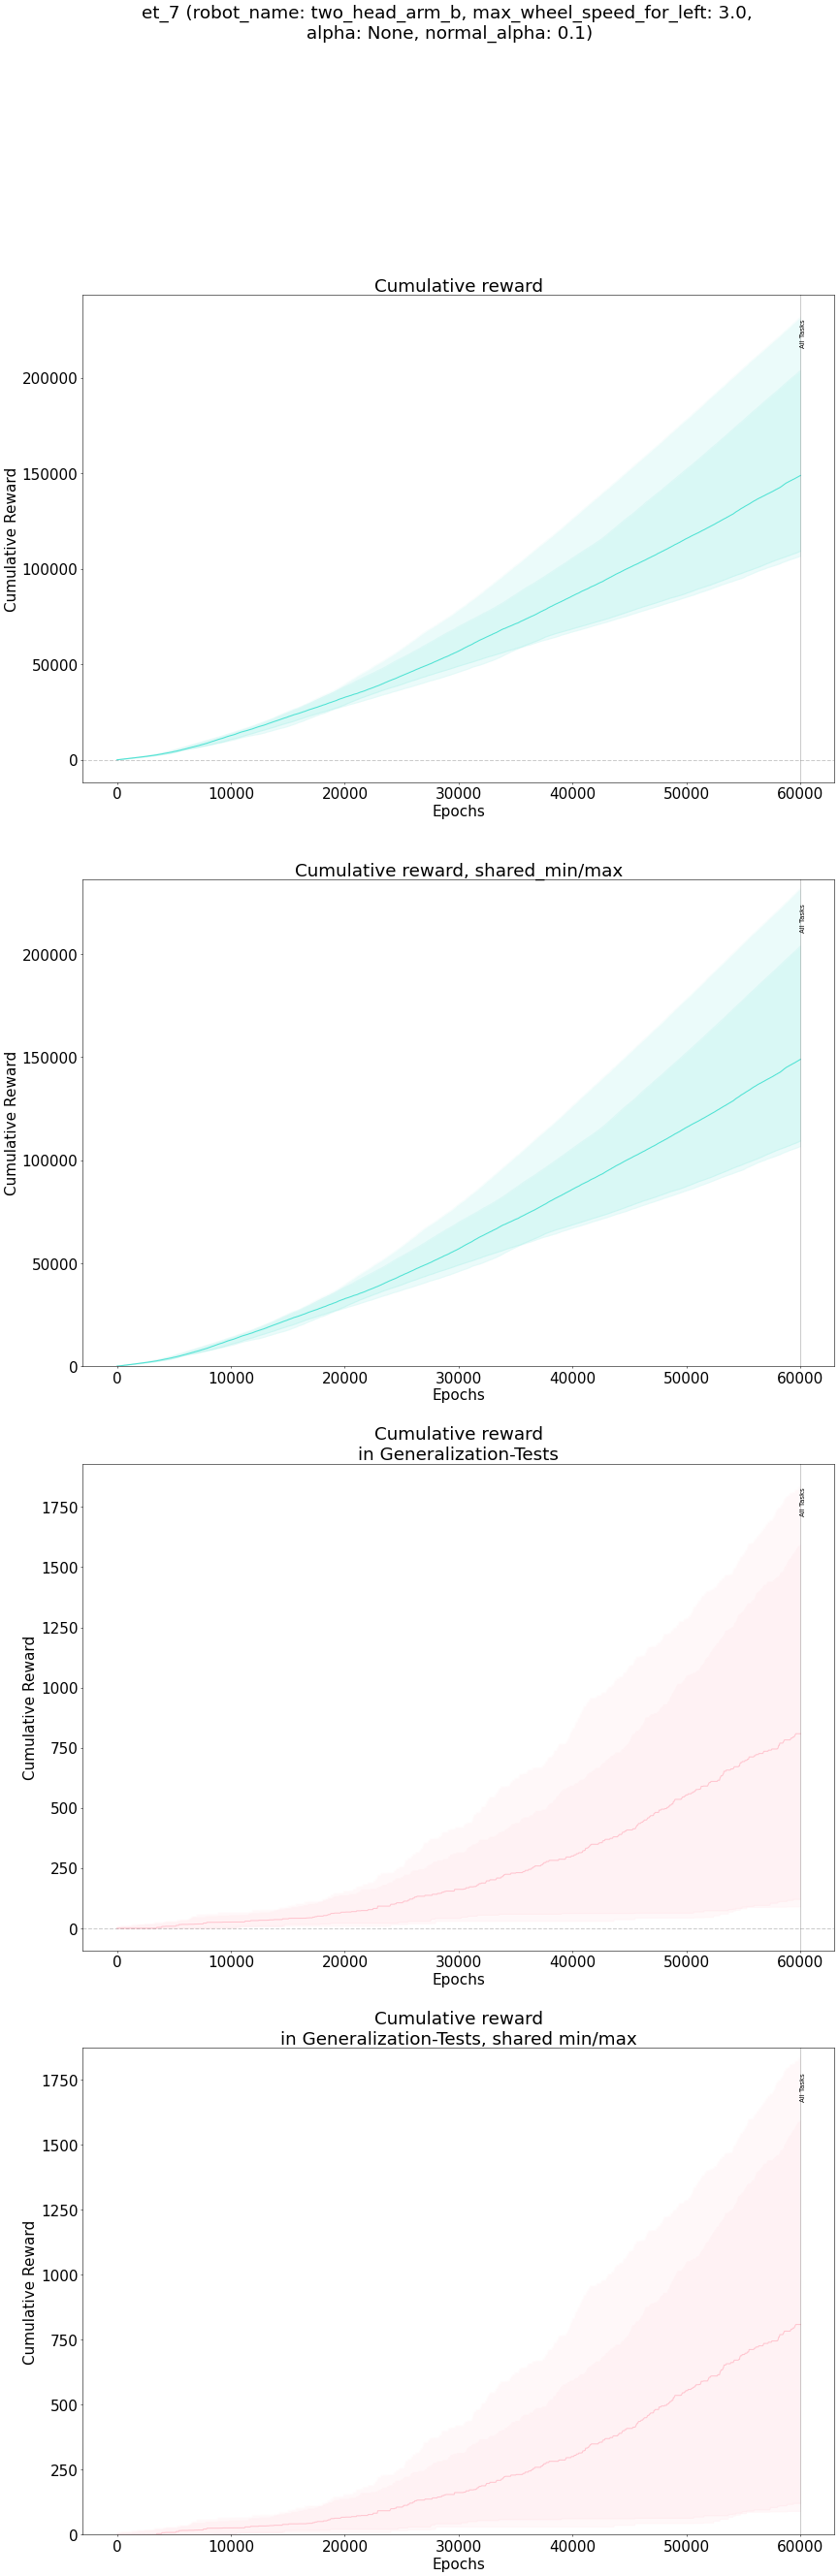 et_7 (robot_name: two_head_arm_b, max_wheel_speed_for_left: 3.0,
alpha: None, normal_alpha: 0.1)
Cumulative reward
All Tasks
200000
150000
100000
50000
0
Cumulative Reward
0 10000 20000 30000 40000 50000 60000
Epochs
Cumulative reward, shared_min/max
All Tasks
200000
150000
100000
50000
0
Cumulative Reward
0 10000 20000 30000 40000 50000 60000
Epochs
Cumulative reward
in Generalization-Tests
All Tasks
1750
1500
1250
1000
750
500
250
0
Cumulative Reward
0 10000 20000 30000 40000 50000 60000
Epochs
Cumulative reward
in Generalization-Tests, shared min/max
All Tasks
1750
1500
1250
1000
750
500
250
0
Cumulative Reward
0 10000 20000 30000 40000 50000 60000
Epochs